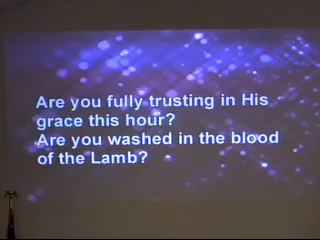 Are you fully trusting in His
grace this hour?
Are you washed in the blood
of the Lamb?